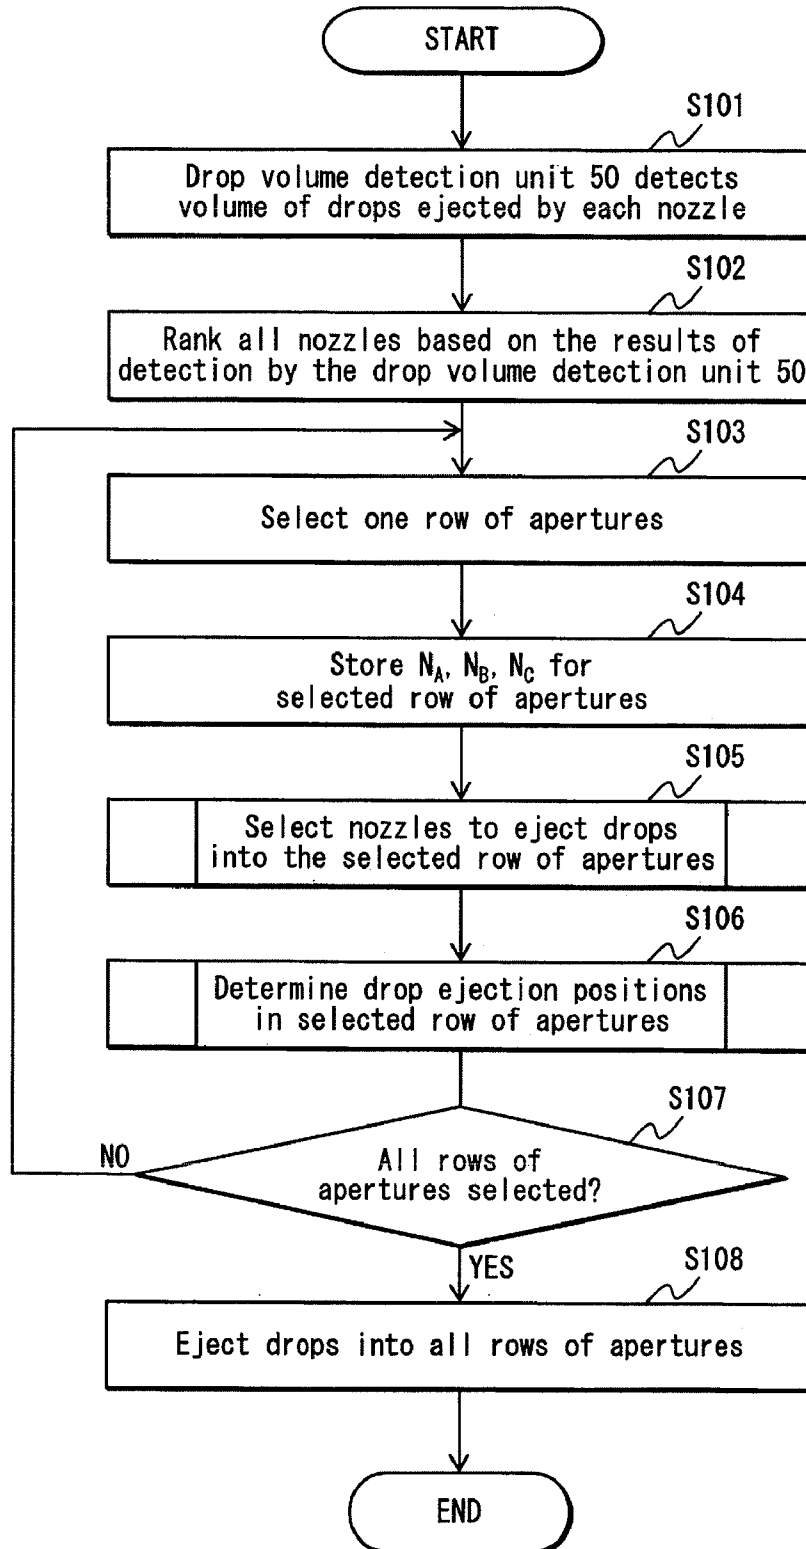 START
S101
Drop volume detection unit 50 detects
volume of drops ejected by each nozzle
S102
Rank all nozzles based on the results of
detection by the drop volume detection unit 50
S103
Select one row of apertures
S104
Store N_A, N_B, N_C for
selected row of apertures
S105
Select nozzles to eject drops
into the selected row of apertures
S106
Determine drop ejection positions
in selected row of apertures
S107
NO
All rows of
apertures selected?
YES
S108
Eject drops into all rows of apertures
END